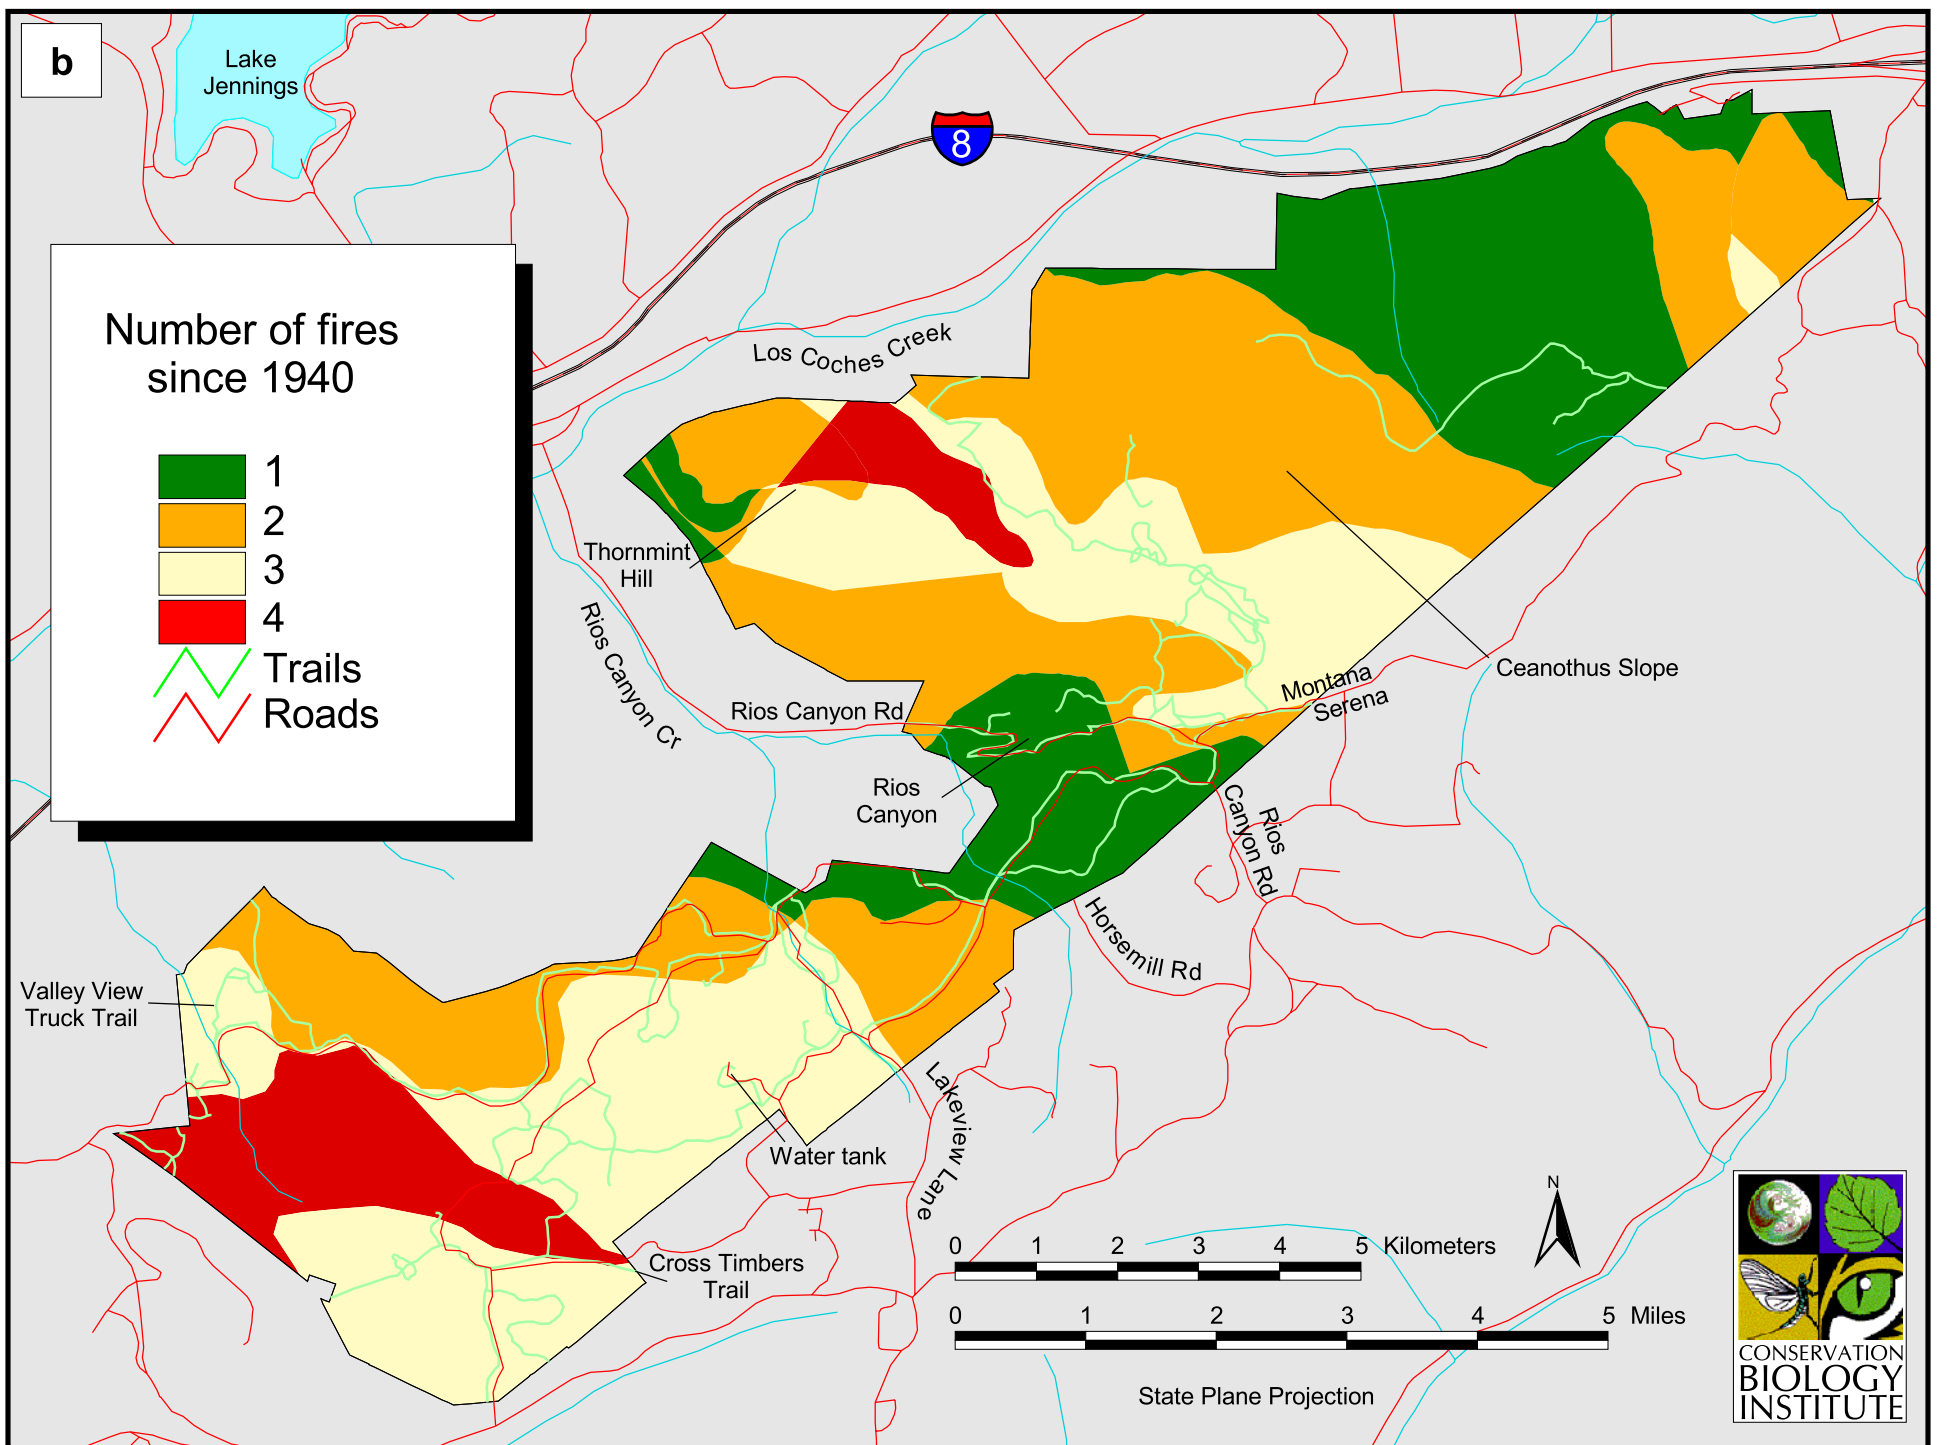 b
Lake
Jennings
8
Number of fires
since 1940
1
2
3
4
Trails
Roads
Los Coches Creek
Thornmint
Hill
Rios Canyon Cr
Rios Canyon Rd
Ceanothus Slope
Montana
Serena
Rios
Canyon
Rios
Canyon Rd
Horsemill Rd
Valley View
Truck Trail
Lakeview Lane
Water tank
Cross Timbers
Trail
N
0 1 2 3 4 5 Kilometers
0 1 2 3 4 5 Miles
State Plane Projection
CONSERVATION
BIOLOGY
INSTITUTE